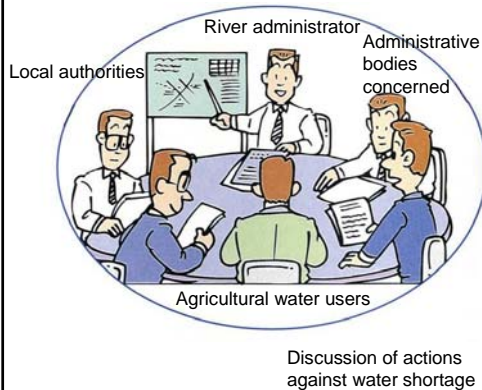 River administrator
Administrative
bodies
concerned
Local authorities
Agricultural water users
Discussion of actions
against water shortage